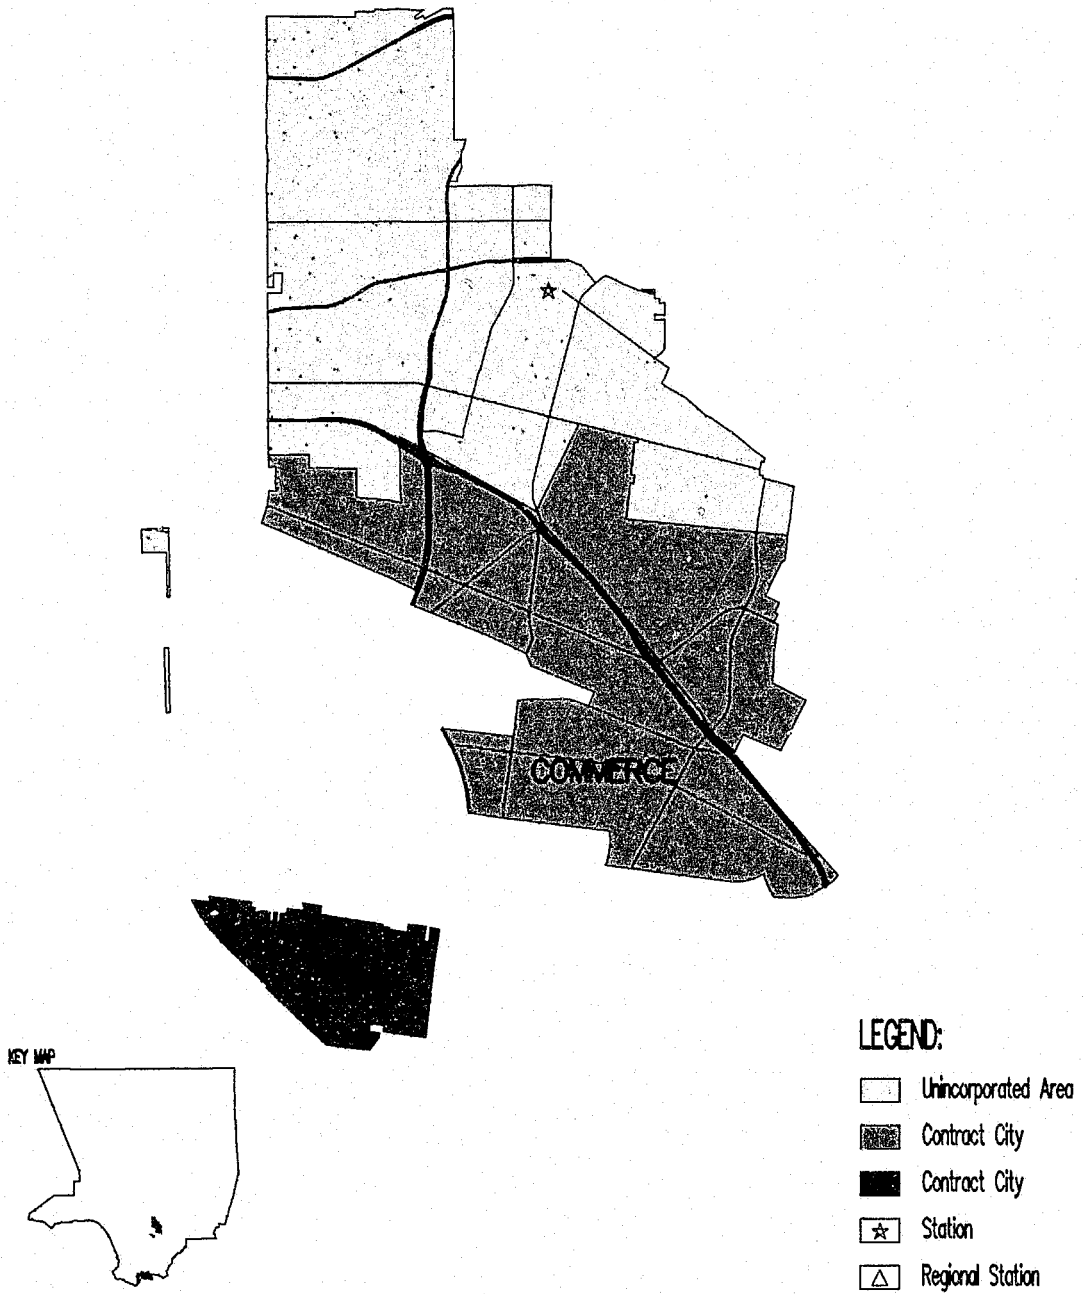 COMMERCE
KEY MAP
LEGEND:
Unincorporated Area
Contract City
Contract City
Station
Regional Station